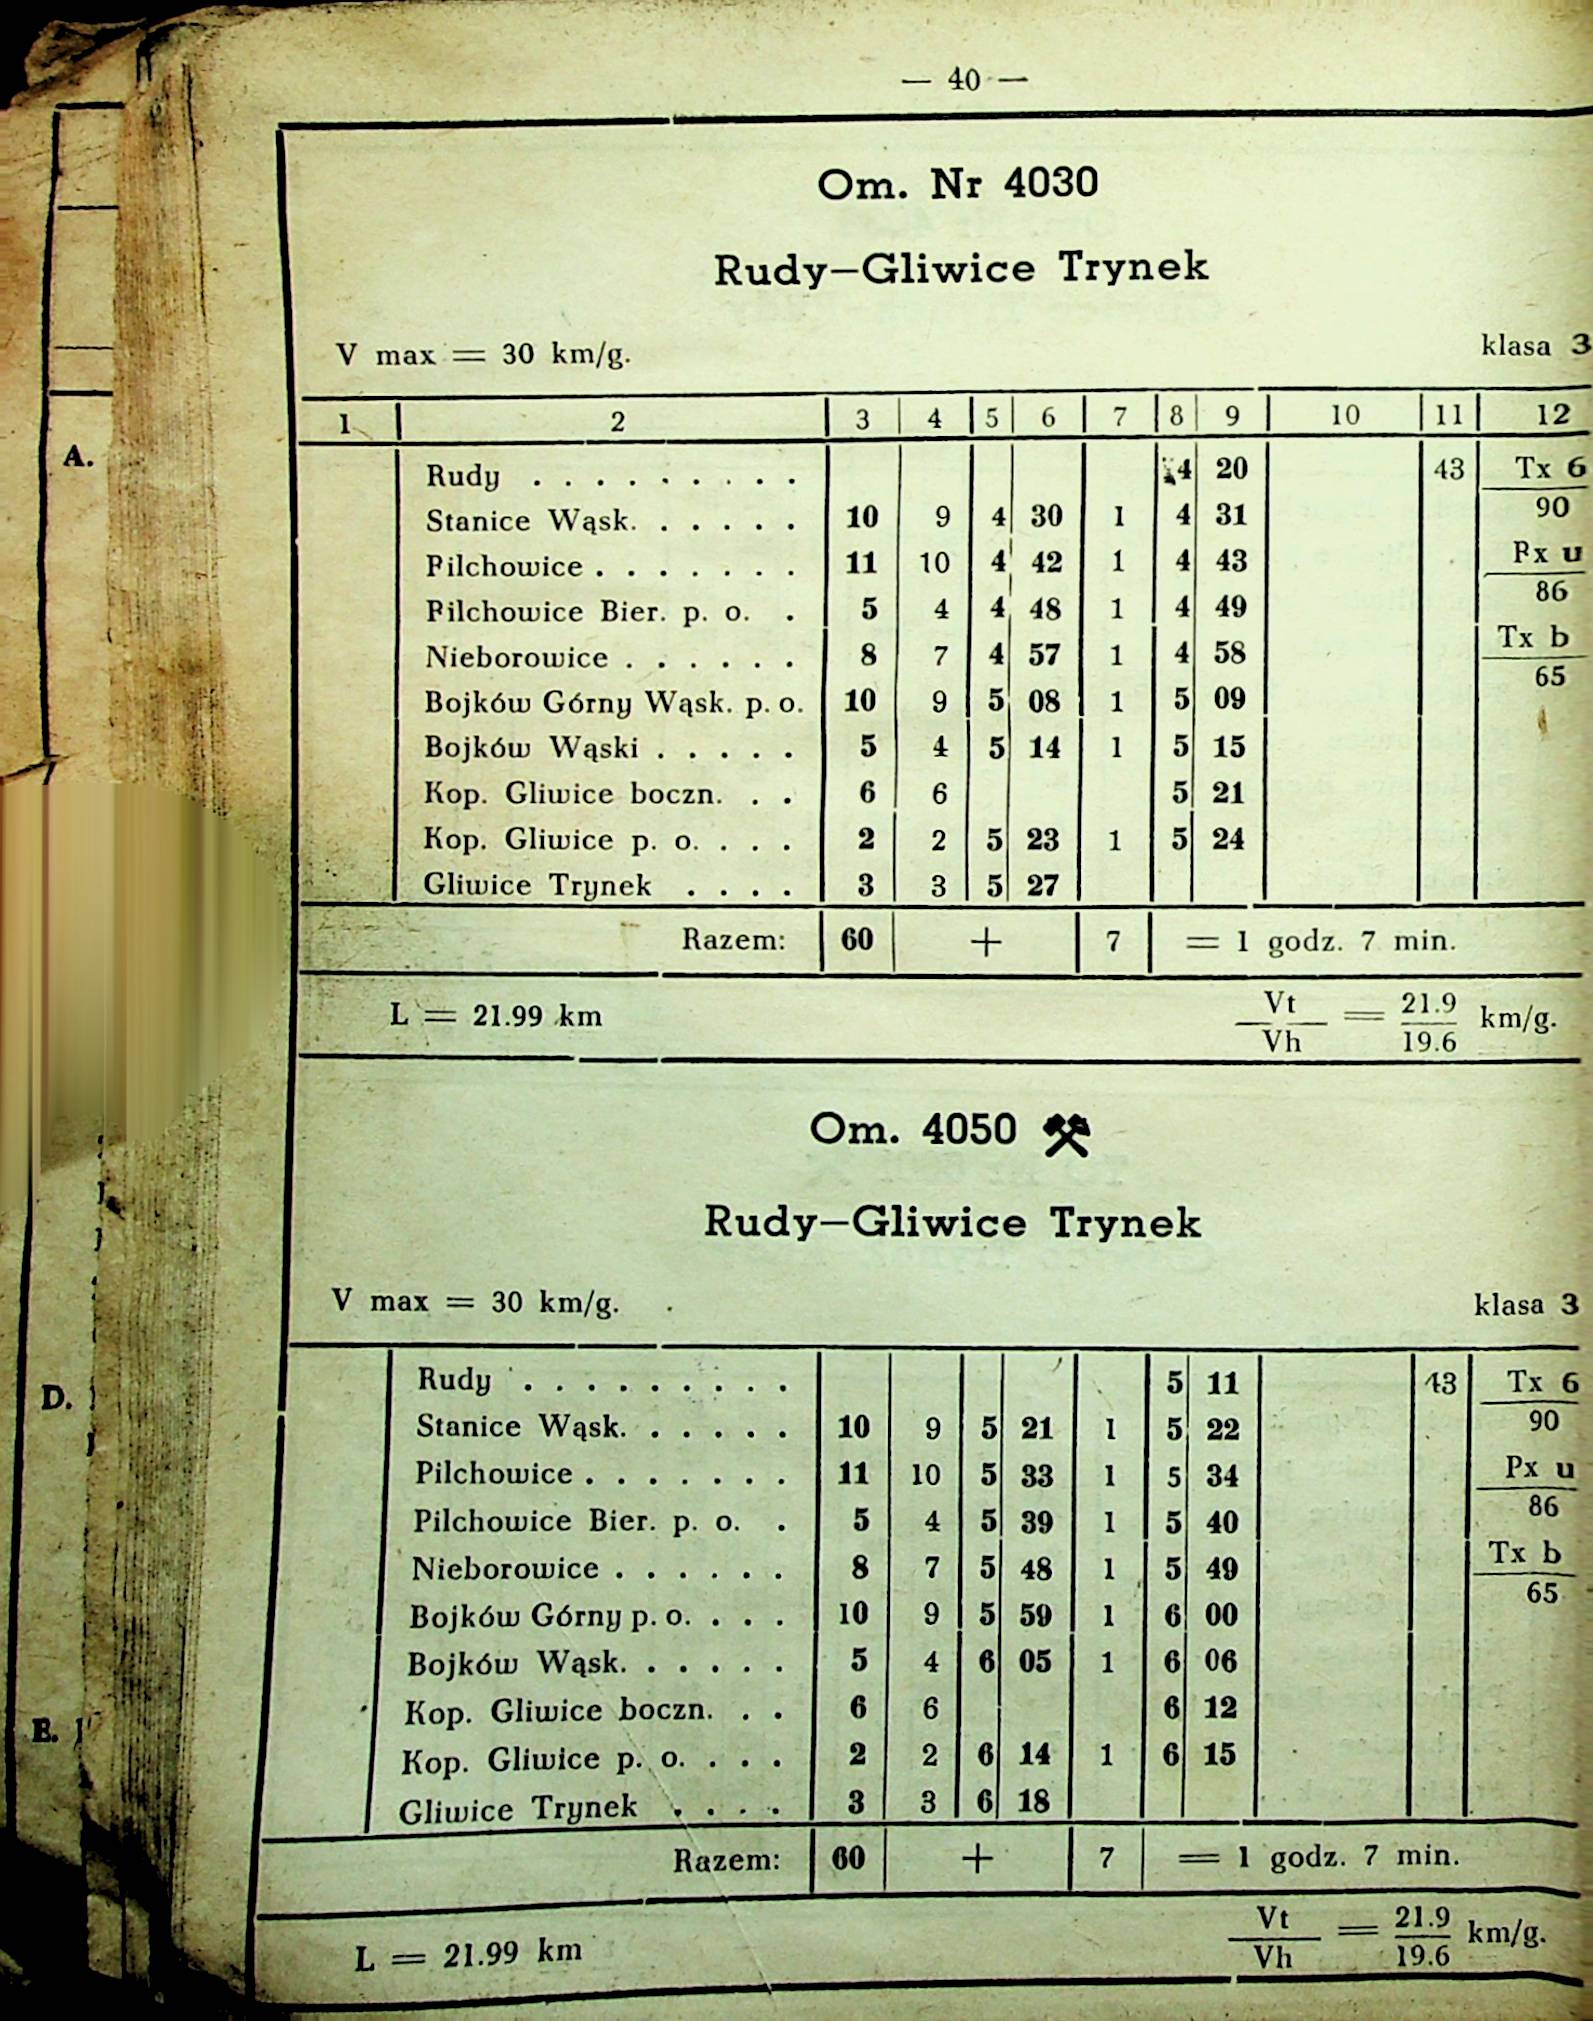 — 40 —
Om. Nr 4030
Rudy—Gliwice Trynek
V max = 30 km/g. klasa 3
1 2 3 4 5 6 7 8 9 10 11 12
A.
Rudy . . . . . . . . . 4 20 43 Tx 6
Stanice Wąsk. . . . . . 10 9 4 30 1 4 31 90
Pilchowice . . . . . . . 11 10 4 42 1 4 43 Px u
86
Pilchowice Bier. p. o. . 5 4 4 48 1 4 49
Tx b
Nieborowice . . . . . . 8 7 4 57 1 4 58
65
Bojków Górny Wąsk. p. o. 10 9 5 08 1 5 09
Bojków Wąski . . . . . 5 4 5 14 1 5 15
Kop. Gliwice boczn. . . 6 6 5 21
Kop. Gliwice p. o. . . . 2 2 5 23 1 5 24
Gliwice Trynek . . . . 3 3 5 27
Razem: 60 + 7 = 1 godz. 7 min.
L = 21.99 km Vt/Vh = 21.9/19.6 km/g.
Om. 4050 ⚒
Rudy—Gliwice Trynek
V max = 30 km/g. klasa 3
D.
Rudy . . . . . . . . . 5 11 43 Tx 6
Stanice Wąsk. . . . . . 10 9 5 21 1 5 22 90
Pilchowice . . . . . . . 11 10 5 33 1 5 34 Px u
86
Pilchowice Bier. p. o. . 5 4 5 39 1 5 40
Tx b
Nieborowice . . . . . . 8 7 5 48 1 5 49
65
Bojków Górny p. o. . . . 10 9 5 59 1 6 00
Bojków Wąsk. . . . . . 5 4 6 05 1 6 06
Kop. Gliwice boczn. . . 6 6 6 12
E.
Kop. Gliwice p. o. . . . 2 2 6 14 1 6 15
Gliwice Trynek . . . . 3 3 6 18
Razem: 60 + 7 = 1 godz. 7 min.
L = 21.99 km Vt/Vh = 21.9/19.6 km/g.